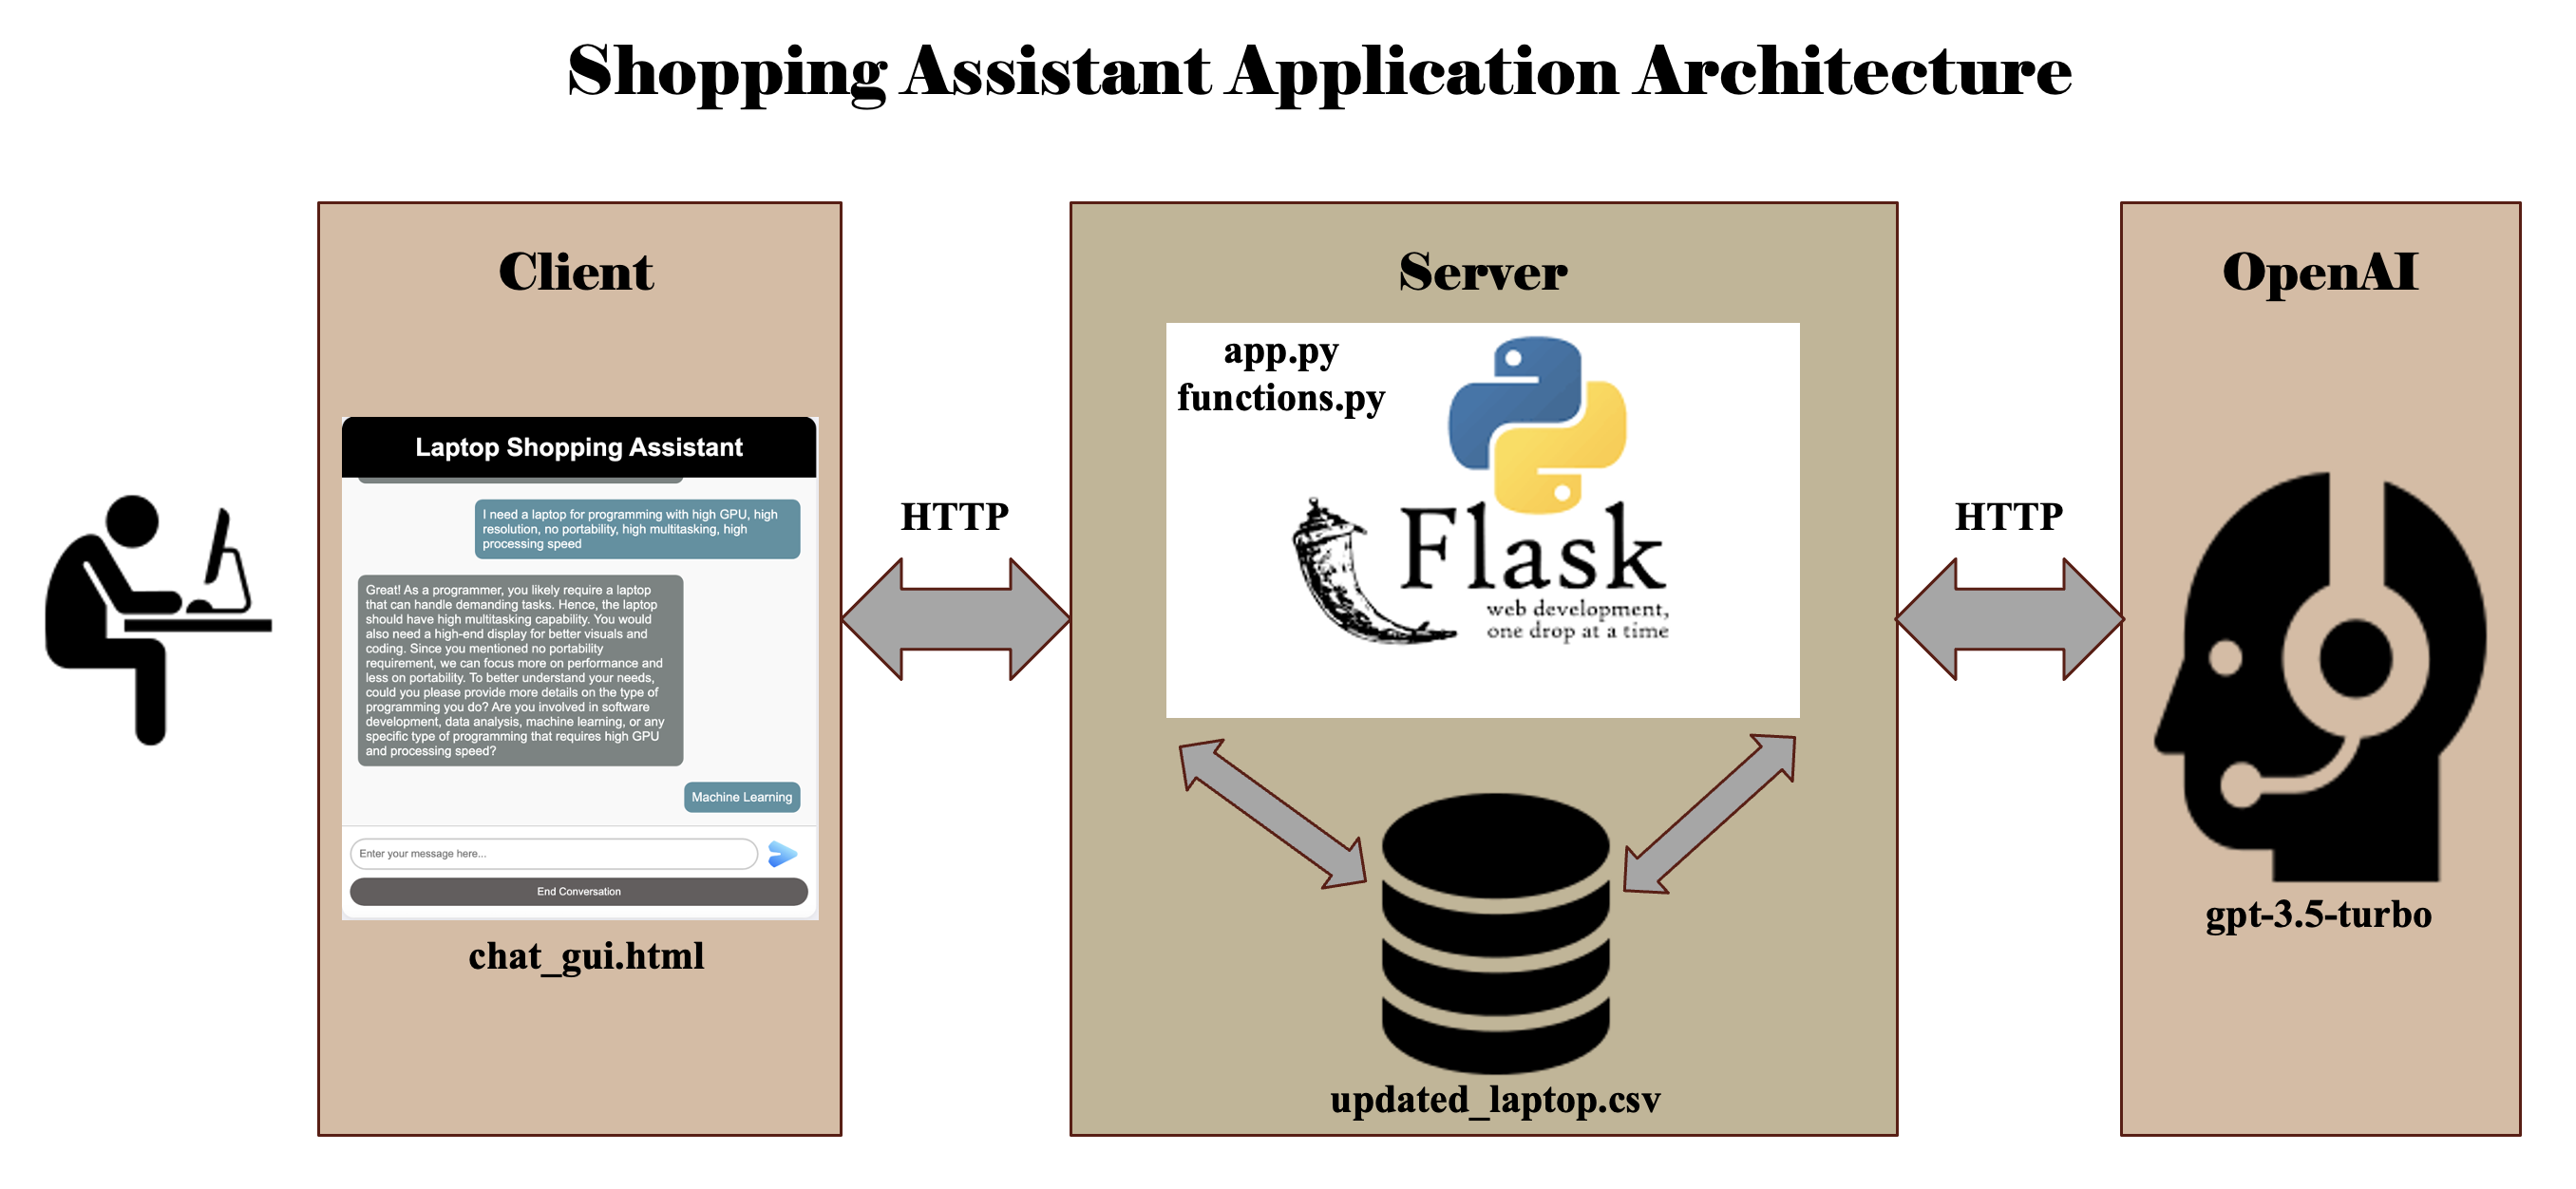 Shopping Assistant Application Architecture
Client
Laptop Shopping Assistant
I need a laptop for programming with high GPU, high
resolution, no portability, high multitasking, high
processing speed
Great! As a programmer, you likely require a laptop
that can handle demanding tasks. Hence, the laptop
should have high multitasking capability. You would
also need a high-end display for better visuals and
coding. Since you mentioned no portability
requirement, we can focus more on performance and
less on portability. To better understand your needs,
could you please provide more details on the type of
programming you do? Are you involved in software
development, data analysis, machine learning, or any
specific type of programming that requires high GPU
and processing speed?
Machine Learning
Enter your message here...
End Conversation
chat_gui.html
HTTP
Server
app.py
functions.py
Flask
web development,
one drop at a time
updated_laptop.csv
HTTP
OpenAI
gpt-3.5-turbo